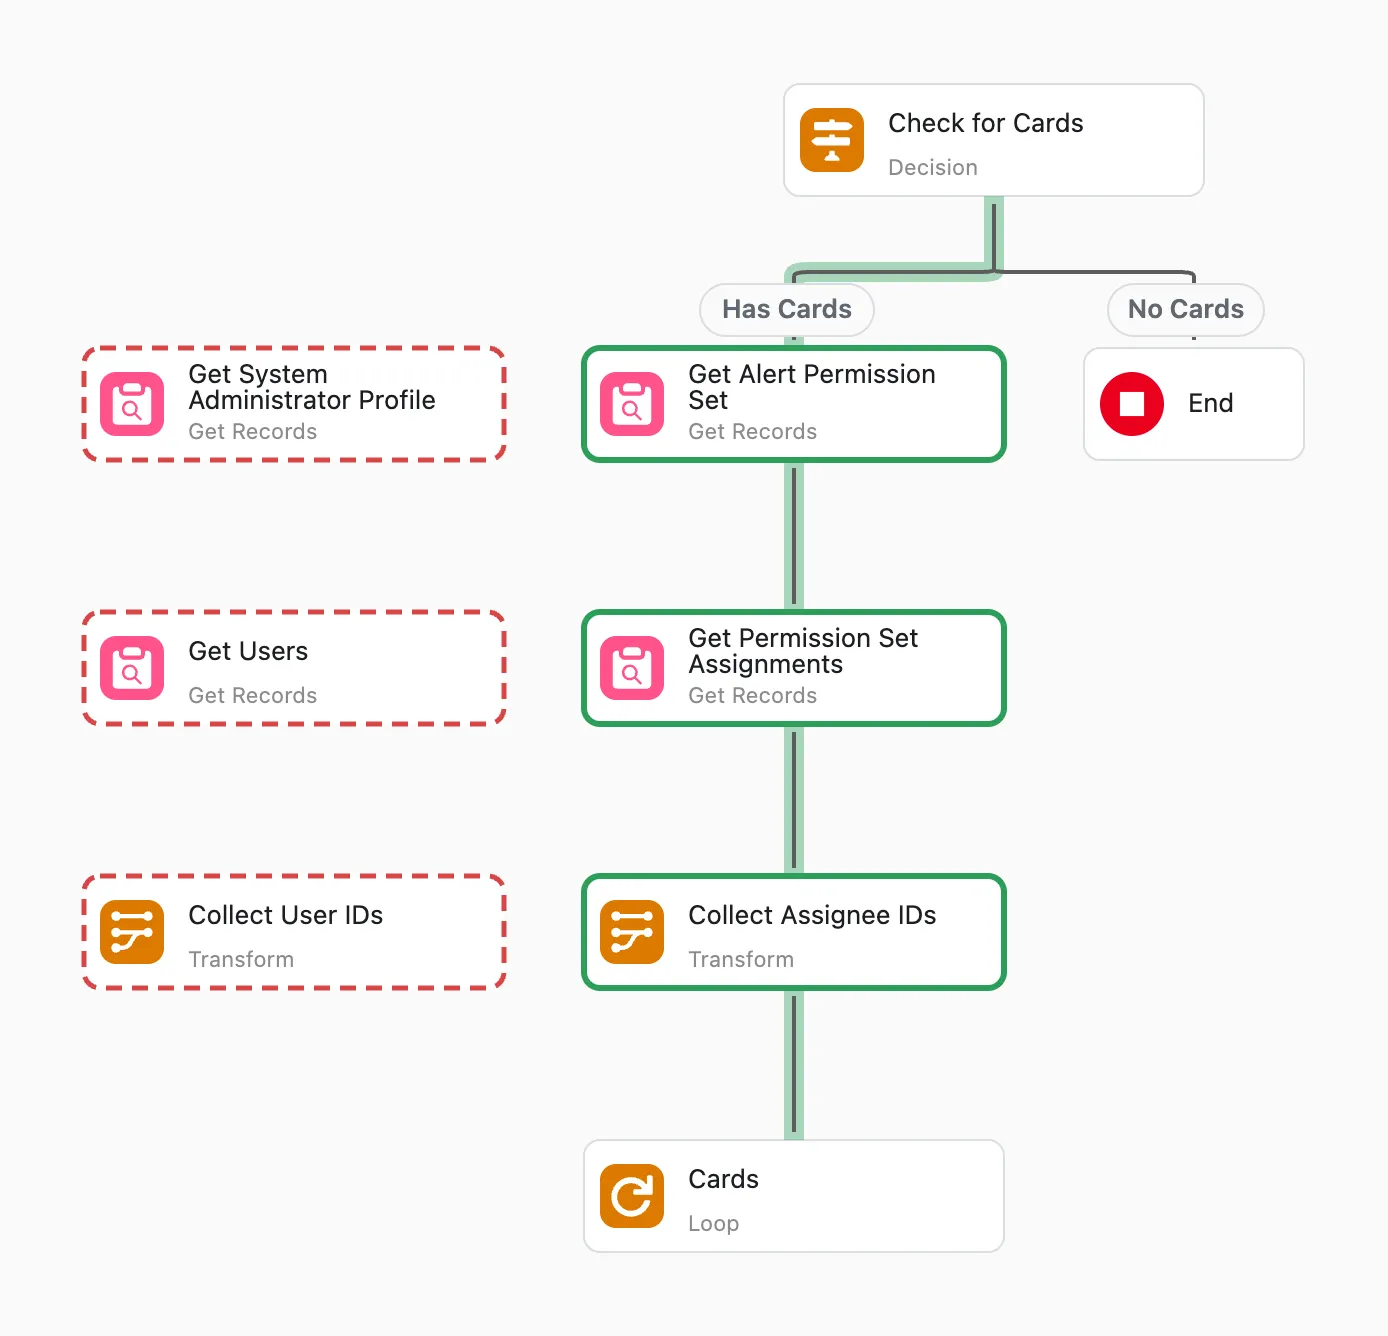 Check for Cards
Decision
Has Cards
No Cards
Get System
Administrator Profile
Get Records
Get Alert Permission
Set
Get Records
End
Get Users
Get Records
Get Permission Set
Assignments
Get Records
Collect User IDs
Transform
Collect Assignee IDs
Transform
Cards
Loop